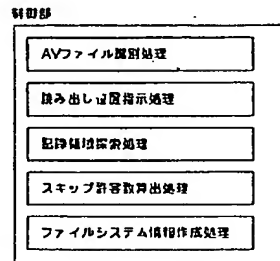 制御部
AVファイル識別処理
読み出し位置指示処理
記録領域探索処理
スキップ許容数算出処理
ファイルシステム情報作成処理